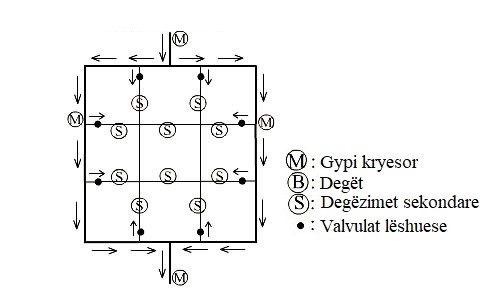 M
S S
M S S S M
S S S
S S
M
M : Gypi kryesor
B : Degët
S : Degëzimet sekondare
: Valvulat lëshuese